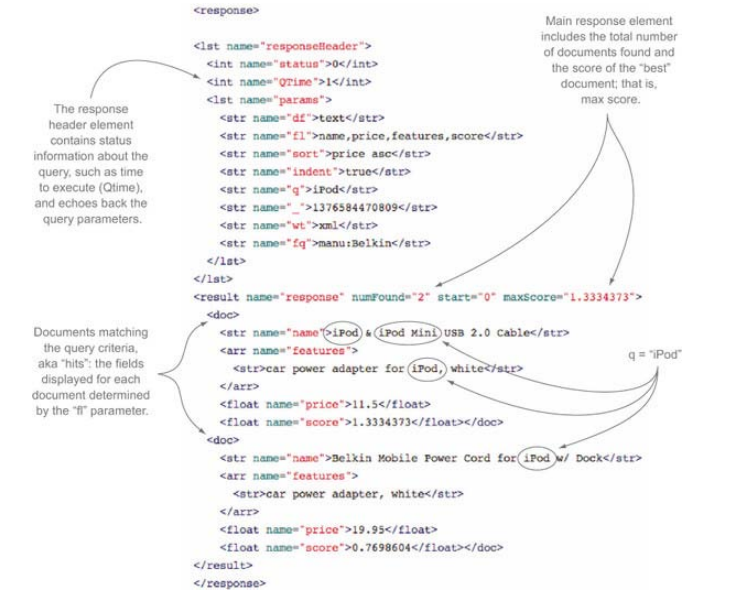 <response>
<lst name="responseHeader">
<int name="status">0</int>
<int name="QTime">1</int>
<lst name="params">
<str name="df">text</str>
<str name="fl">name,price,features,score</str>
<str name="sort">price asc</str>
<str name="indent">true</str>
<str name="q">iPod</str>
<str name="_">1376584470809</str>
<str name="wt">xml</str>
<str name="fq">manu:Belkin</str>
</lst>
</lst>
<result name="response" numFound="2" start="0" maxScore="1.3334373">
<doc>
<str name="name">iPod & iPod Mini USB 2.0 Cable</str>
<arr name="features">
<str>car power adapter for iPod, white</str>
</arr>
<float name="price">11.5</float>
<float name="score">1.3334373</float></doc>
<doc>
<str name="name">Belkin Mobile Power Cord for iPod w/ Dock</str>
<arr name="features">
<str>car power adapter, white</str>
</arr>
<float name="price">19.95</float>
<float name="score">0.7698604</float></doc>
</result>
</response>
The response
header element
contains status
information about the
query, such as time
to execute (Qtime),
and echoes back the
query parameters.
Documents matching
the query criteria,
aka "hits": the fields
displayed for each
document determined
by the "fl" parameter.
Main response element
includes the total number
of documents found and
the score of the "best"
document; that is,
max score.
q = "iPod"